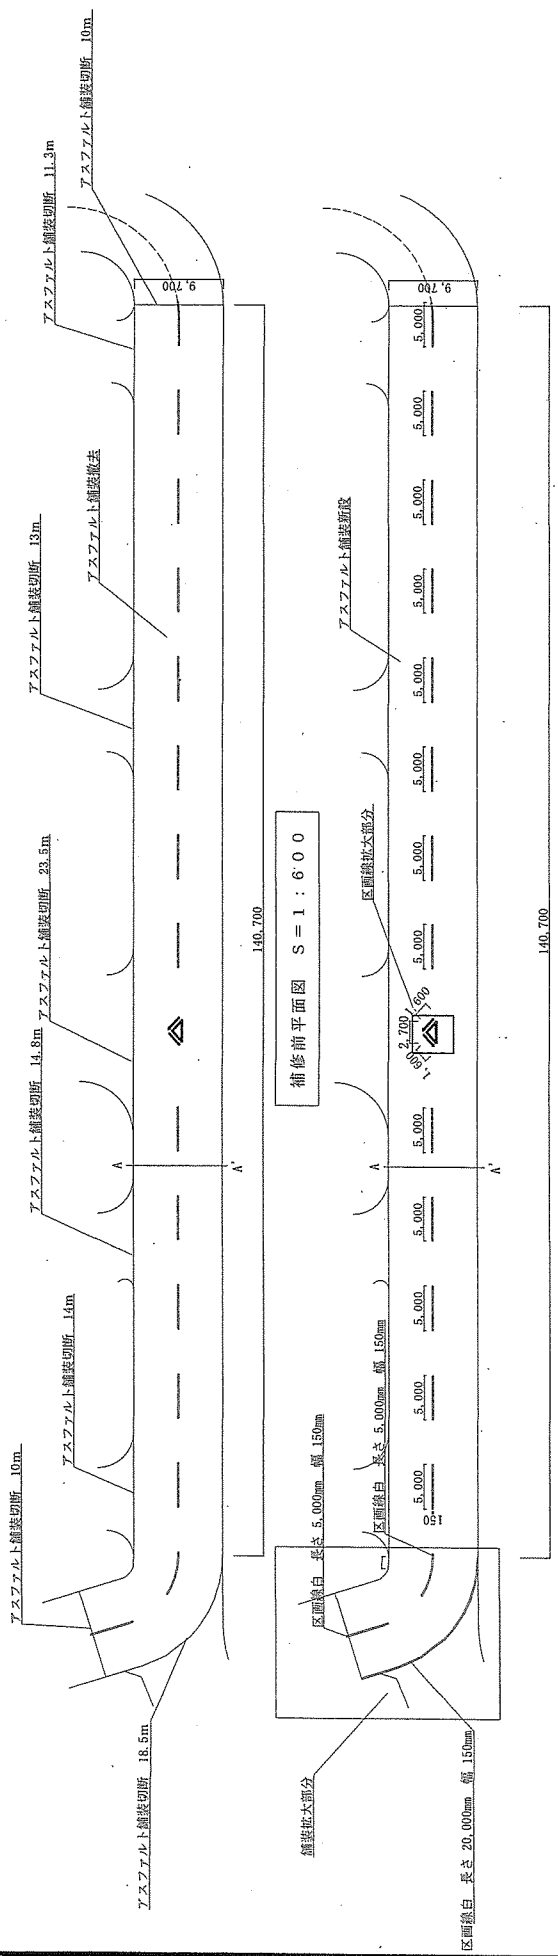 アスファルト舗装切断 10m
アスファルト舗装切断 14m
アスファルト舗装切断 14.8m
アスファルト舗装切断 23.5m
アスファルト舗装切断 13m
アスファルト舗装撤去
アスファルト舗装切断 11.3m
アスファルト舗装切断 10m
アスファルト舗装切断 18.5m
A
A'
9,700
140,700
補修前平面図 S=1:600
舗装拡大部分
区画線白 長さ 5,000mm 幅 150mm
区画線白 長さ 5,000mm 幅 150mm
区画線白 長さ 20,000mm 幅 150mm
区画線拡大部分
アスファルト舗装新設
150
5,000
5,000
5,000
5,000
5,000
1,600
2,700
1,600
5,000
5,000
5,000
5,000
5,000
5,000
5,000
5,000
A
A'
9,700
140,700